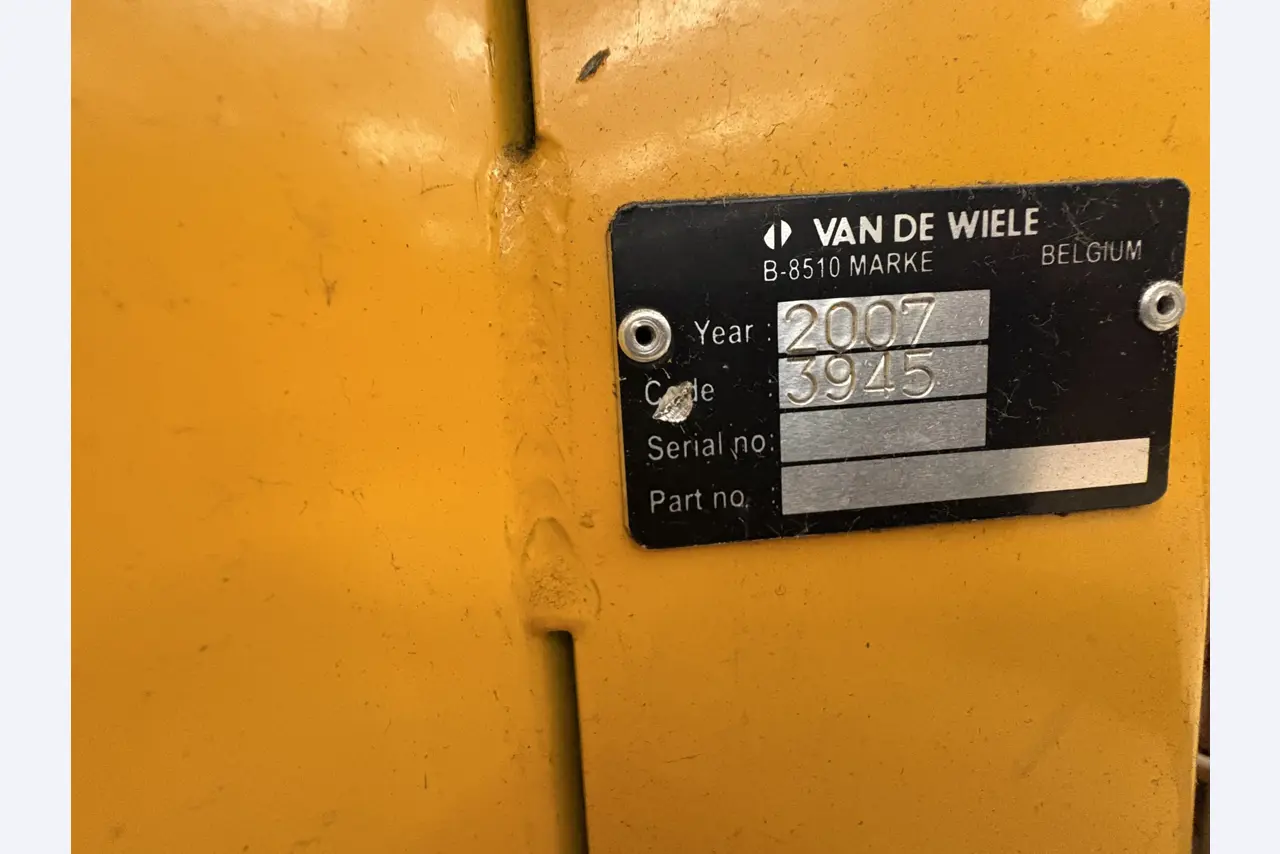 VAN DE WIELE
B-8510 MARKE BELGIUM
Year : 2007
Code : 3945
Serial no:
Part no :